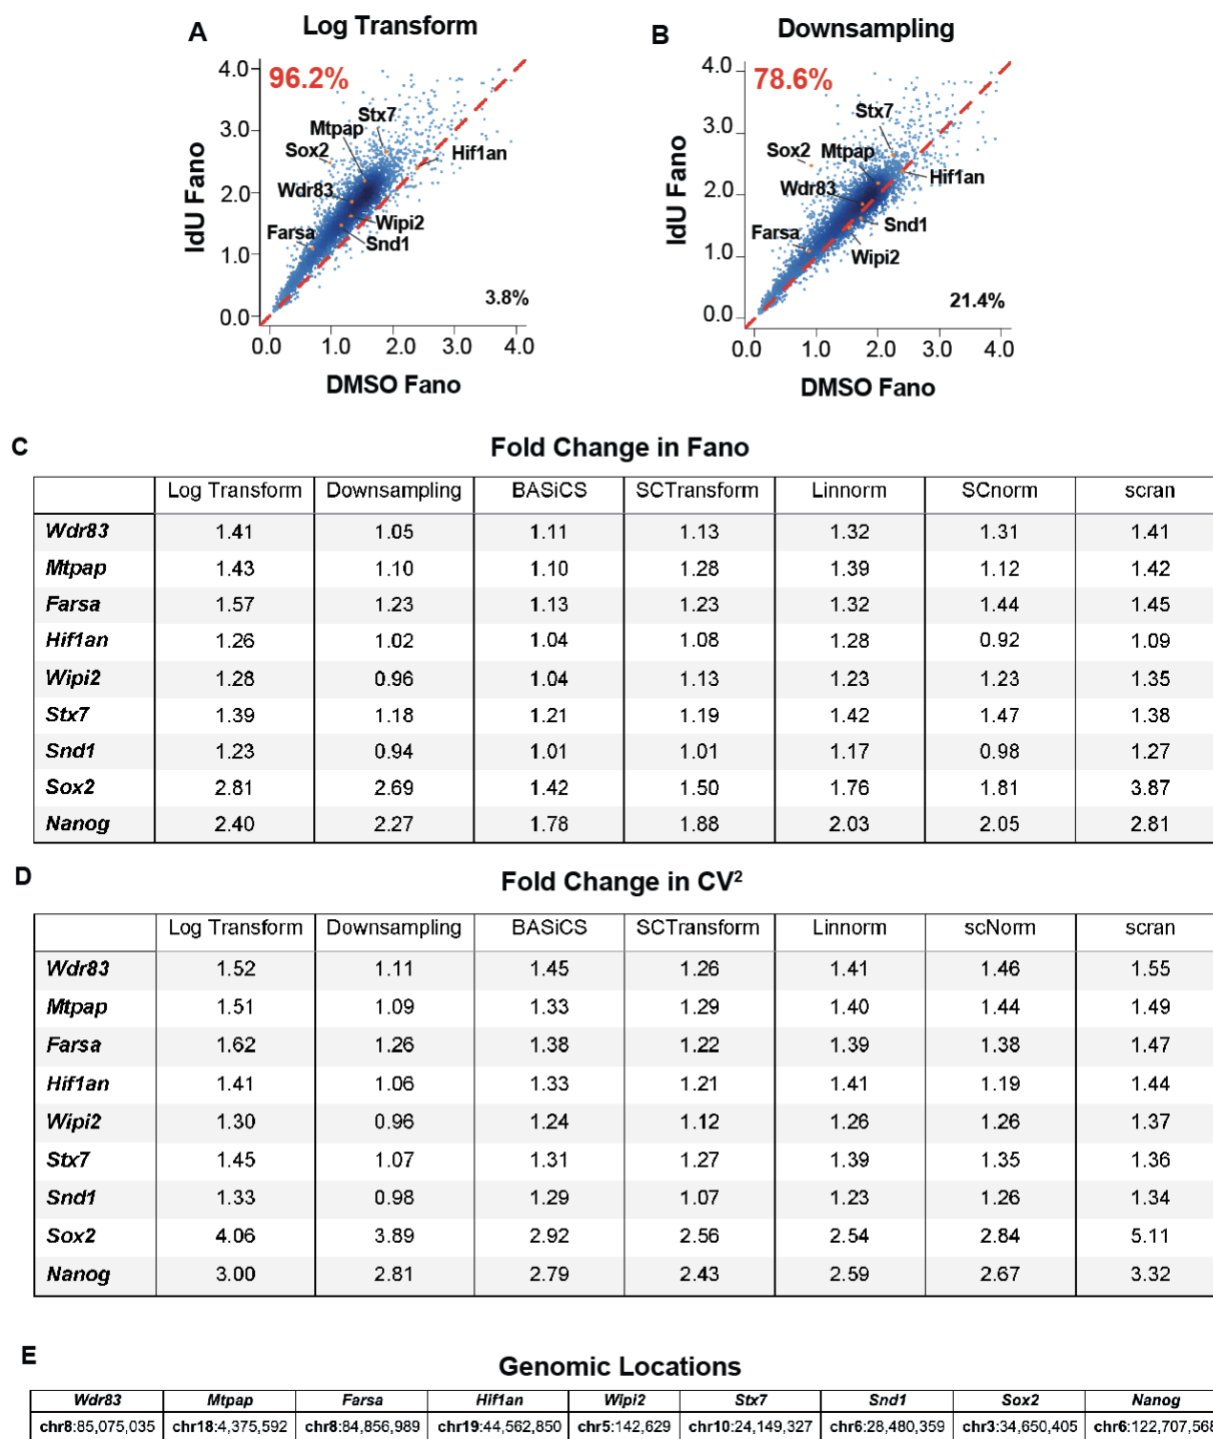 A
Log Transform
4.0
3.0
2.0
1.0
0.0
IdU Fano
96.2%
Stx7
Mtpap
Sox2
Hif1an
Wdr83
Wipi2
Farsa
Snd1
3.8%
0.0 1.0 2.0 3.0 4.0
DMSO Fano
B
Downsampling
4.0
3.0
2.0
1.0
0.0
IdU Fano
78.6%
Stx7
Sox2
Mtpap
Hif1an
Wdr83
Snd1
Farsa
Wipi2
21.4%
0.0 1.0 2.0 3.0 4.0
DMSO Fano
C
Fold Change in Fano
Log Transform Downsampling BASiCS SCTransform Linnorm SCnorm scran
Wdr83 1.41 1.05 1.11 1.13 1.32 1.31 1.41
Mtpap 1.43 1.10 1.10 1.28 1.39 1.12 1.42
Farsa 1.57 1.23 1.13 1.23 1.32 1.44 1.45
Hif1an 1.26 1.02 1.04 1.08 1.28 0.92 1.09
Wipi2 1.28 0.96 1.04 1.13 1.23 1.23 1.35
Stx7 1.39 1.18 1.21 1.19 1.42 1.47 1.38
Snd1 1.23 0.94 1.01 1.01 1.17 0.98 1.27
Sox2 2.81 2.69 1.42 1.50 1.76 1.81 3.87
Nanog 2.40 2.27 1.78 1.88 2.03 2.05 2.81
D
Fold Change in CV²
Log Transform Downsampling BASiCS SCTransform Linnorm scNorm scran
Wdr83 1.52 1.11 1.45 1.26 1.41 1.46 1.55
Mtpap 1.51 1.09 1.33 1.29 1.40 1.44 1.49
Farsa 1.62 1.26 1.38 1.22 1.39 1.38 1.47
Hif1an 1.41 1.06 1.33 1.21 1.41 1.19 1.44
Wipi2 1.30 0.96 1.24 1.12 1.26 1.26 1.37
Stx7 1.45 1.07 1.31 1.27 1.39 1.35 1.36
Snd1 1.33 0.98 1.29 1.07 1.23 1.26 1.34
Sox2 4.06 3.89 2.92 2.56 2.54 2.84 5.11
Nanog 3.00 2.81 2.79 2.43 2.59 2.67 3.32
E
Genomic Locations
Wdr83 Mtpap Farsa Hif1an Wipi2 Stx7 Snd1 Sox2 Nanog
chr8:85,075,035 chr18:4,375,592 chr8:84,856,989 chr19:44,562,850 chr5:142,629 chr10:24,149,327 chr6:28,480,359 chr3:34,650,405 chr6:122,707,568